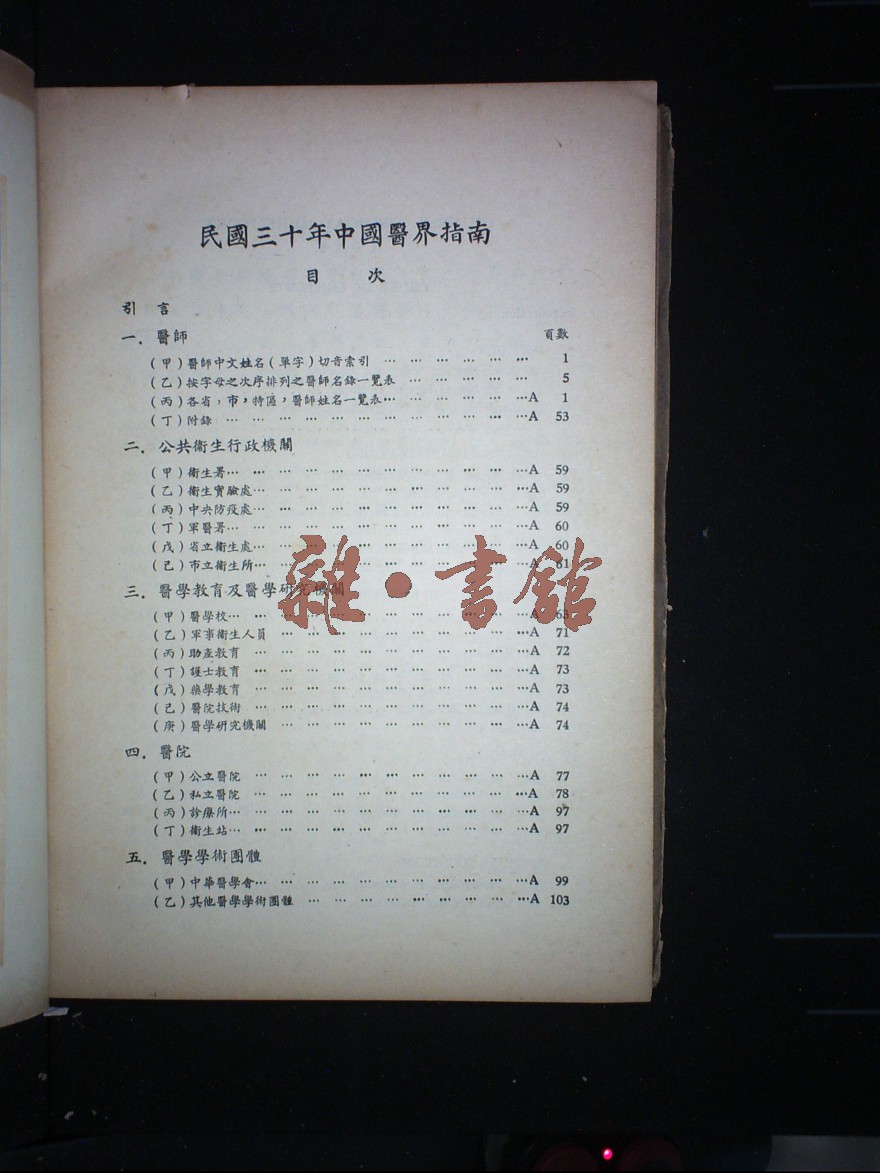 民國三十年中國醫界指南
目 次
引 言
一. 醫師 頁數
(甲)醫師中文姓名(單字)切音索引 … … … … … … 1
(乙)按字母之次序排列之醫師名錄一覽表 … … … … … 5
(丙)各省,市,特區,醫師姓名一覽表… … … … … …A 1
(丁)附錄 … … … … … … … … … … … …A 53
二. 公共衛生行政機關
(甲)衛生署… … … … … … … … … … … …A 59
(乙)衛生實驗處… … … … … … … … … … …A 59
(丙)中央防疫處… … … … … … … … … … …A 59
(丁)軍醫署… … … … … … … … … … … …A 60
(戊)省立衛生處… … … … … … … … … … …A 60
(己)市立衛生所… … … … … … … … … … …A 61
三. 醫學教育及醫學研究機關
(甲)醫學校… … … … … … … … … … … …A 63
(乙)軍事衛生人員 … … … … … … … … … …A 71
(丙)助產教育 … … … … … … … … … … …A 72
(丁)護士教育 … … … … … … … … … … …A 73
(戊)藥學教育 … … … … … … … … … … …A 73
(己)醫院技術 … … … … … … … … … … …A 74
(庚)醫學研究機關 … … … … … … … … … …A 74
四. 醫院
(甲)公立醫院 … … … … … … … … … … …A 77
(乙)私立醫院 … … … … … … … … … … …A 78
(丙)診療所… … … … … … … … … … … …A 97
(丁)衛生站… … … … … … … … … … … …A 97
五. 醫學學術團體
(甲)中華醫學會… … … … … … … … … … …A 99
(乙)其他醫學學術團體 … … … … … … … … …A 103
雜·書館